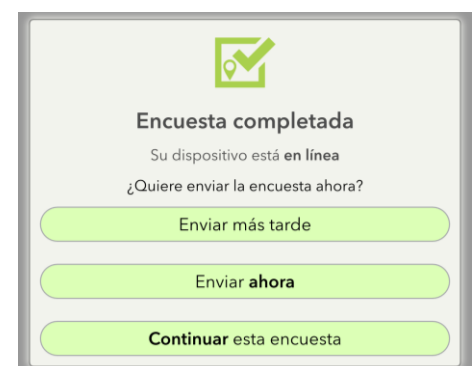 Encuesta completada
Su dispositivo está en línea
¿Quiere enviar la encuesta ahora?
Enviar más tarde
Enviar ahora
Continuar esta encuesta